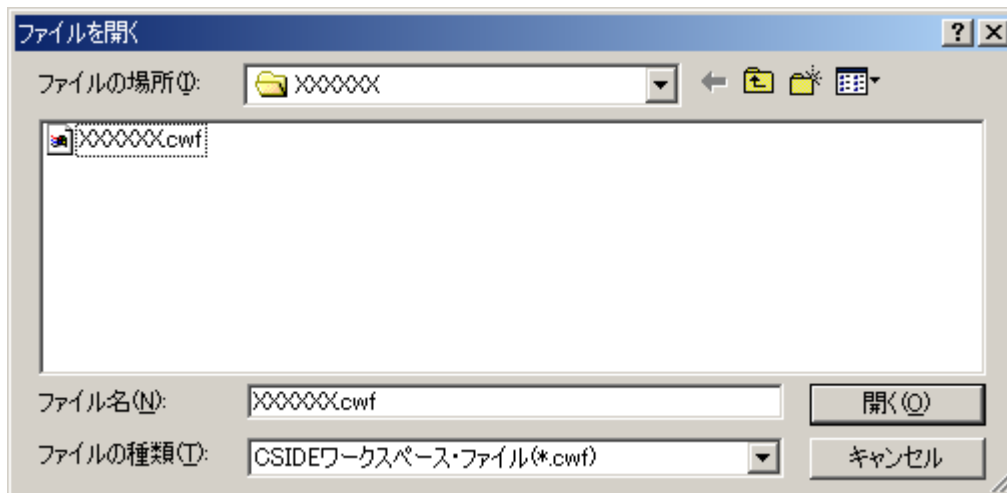 ファイルを開く
ファイルの場所(I): XXXXXX
XXXXXX.cwf
ファイル名(N): XXXXXX.cwf 開く(O)
ファイルの種類(T): CSIDEワークスペース・ファイル(*.cwf) キャンセル